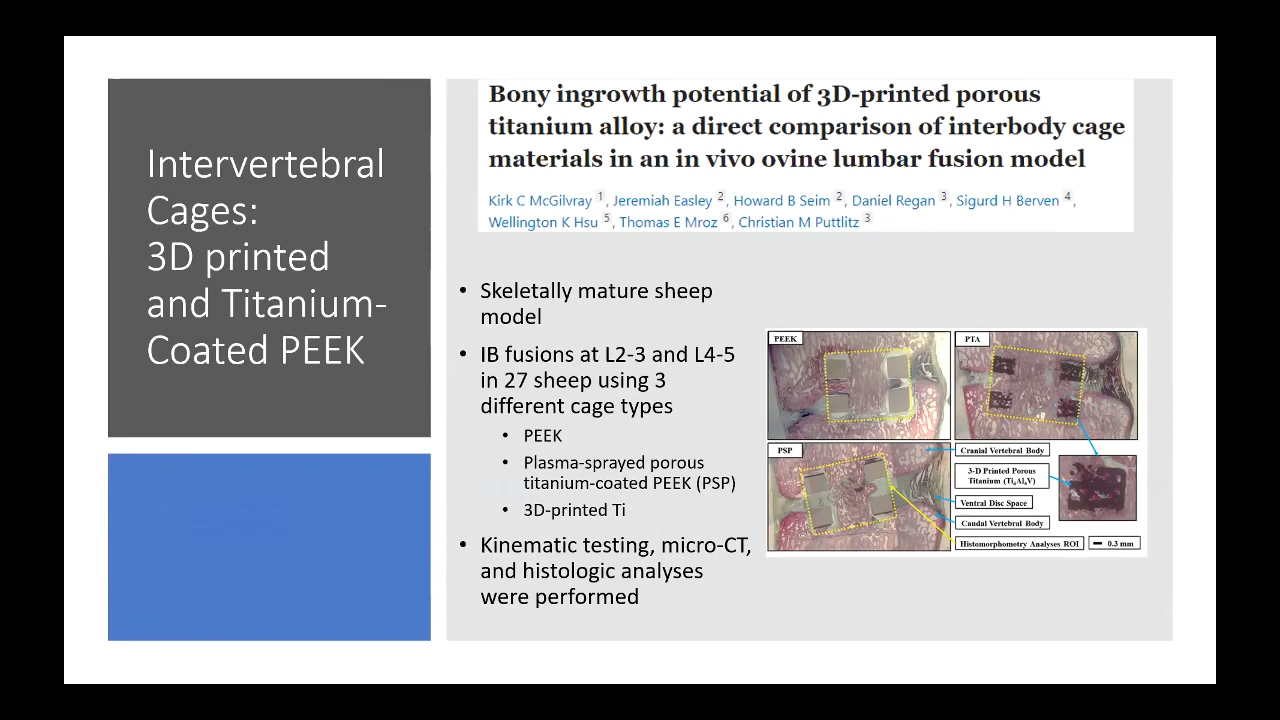 Intervertebral
Cages:
3D printed
and Titanium-
Coated PEEK
Bony ingrowth potential of 3D-printed porous
titanium alloy: a direct comparison of interbody cage
materials in an in vivo ovine lumbar fusion model
Kirk C McGilvray 1, Jeremiah Easley 2, Howard B Seim 2, Daniel Regan 3, Sigurd H Berven 4,
Wellington K Hsu 5, Thomas E Mroz 6, Christian M Puttlitz 3
• Skeletally mature sheep
model
• IB fusions at L2-3 and L4-5
in 27 sheep using 3
different cage types
• PEEK
• Plasma-sprayed porous
titanium-coated PEEK (PSP)
• 3D-printed Ti
• Kinematic testing, micro-CT,
and histologic analyses
were performed
PEEK
PTA
PSP
Cranial Vertebral Body
3-D Printed Porous
Titanium (Ti6Al4V)
Ventral Disc Space
Caudal Vertebral Body
Histomorphometry Analyses ROI
0.3 mm